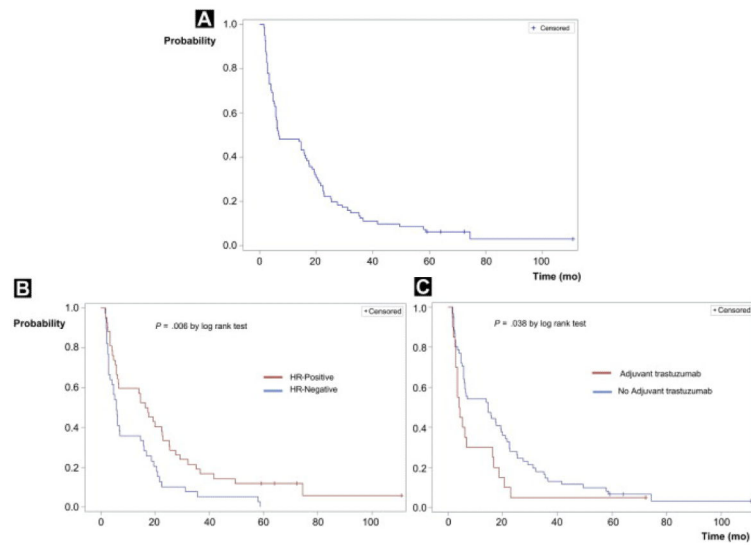 A
Probability
+ Censored
1.0
0.8
0.6
0.4
0.2
0.0
0 20 40 60 80 100
Time (mo)
B
Probability
+Censored
P = .006 by log rank test
HR-Positive
HR-Negative
1.0
0.8
0.6
0.4
0.2
0.0
0 20 40 60 80 100
Time (mo)
C
+Censored
P = .038 by log rank test
Adjuvant trastuzumab
No Adjuvant trastuzumab
1.0
0.8
0.6
0.4
0.2
0.0
0 20 40 60 80 100
Time (mo)